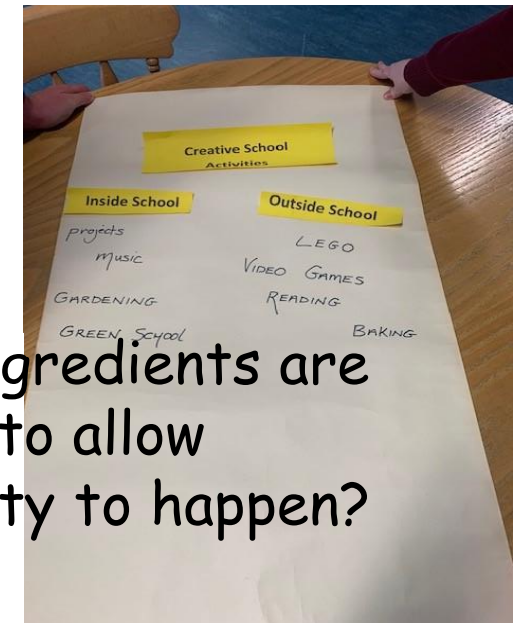 Creative School
Activities
Inside School
Outside School
projects
music
GARDENING
GREEN School
LEGO
VIDEO GAMES
READING
BAKING
gredients are
to allow
ty to happen?